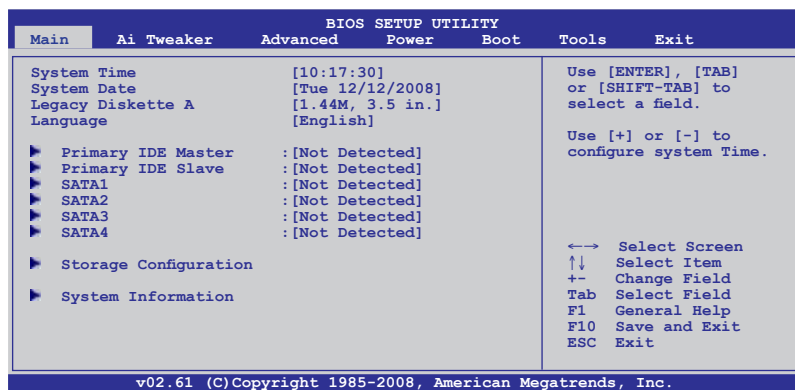 BIOS SETUP UTILITY
Main Ai Tweaker Advanced Power Boot Tools Exit
System Time [10:17:30]
System Date [Tue 12/12/2008]
Legacy Diskette A [1.44M, 3.5 in.]
Language [English]
Primary IDE Master :[Not Detected]
Primary IDE Slave :[Not Detected]
SATA1 :[Not Detected]
SATA2 :[Not Detected]
SATA3 :[Not Detected]
SATA4 :[Not Detected]
Storage Configuration
System Information
Use [ENTER], [TAB]
or [SHIFT-TAB] to
select a field.
Use [+] or [-] to
configure system Time.
←→ Select Screen
↑↓ Select Item
+- Change Field
Tab Select Field
F1 General Help
F10 Save and Exit
ESC Exit
v02.61 (C)Copyright 1985-2008, American Megatrends, Inc.